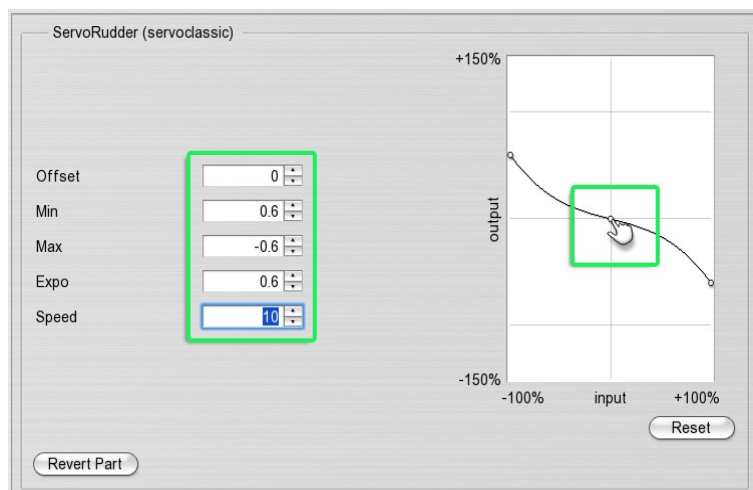 ServoRudder (servoclassic)
Offset 0
Min 0.6
Max -0.6
Expo 0.6
Speed 10
+150%
output
-150%
-100% input +100%
Reset
Revert Part